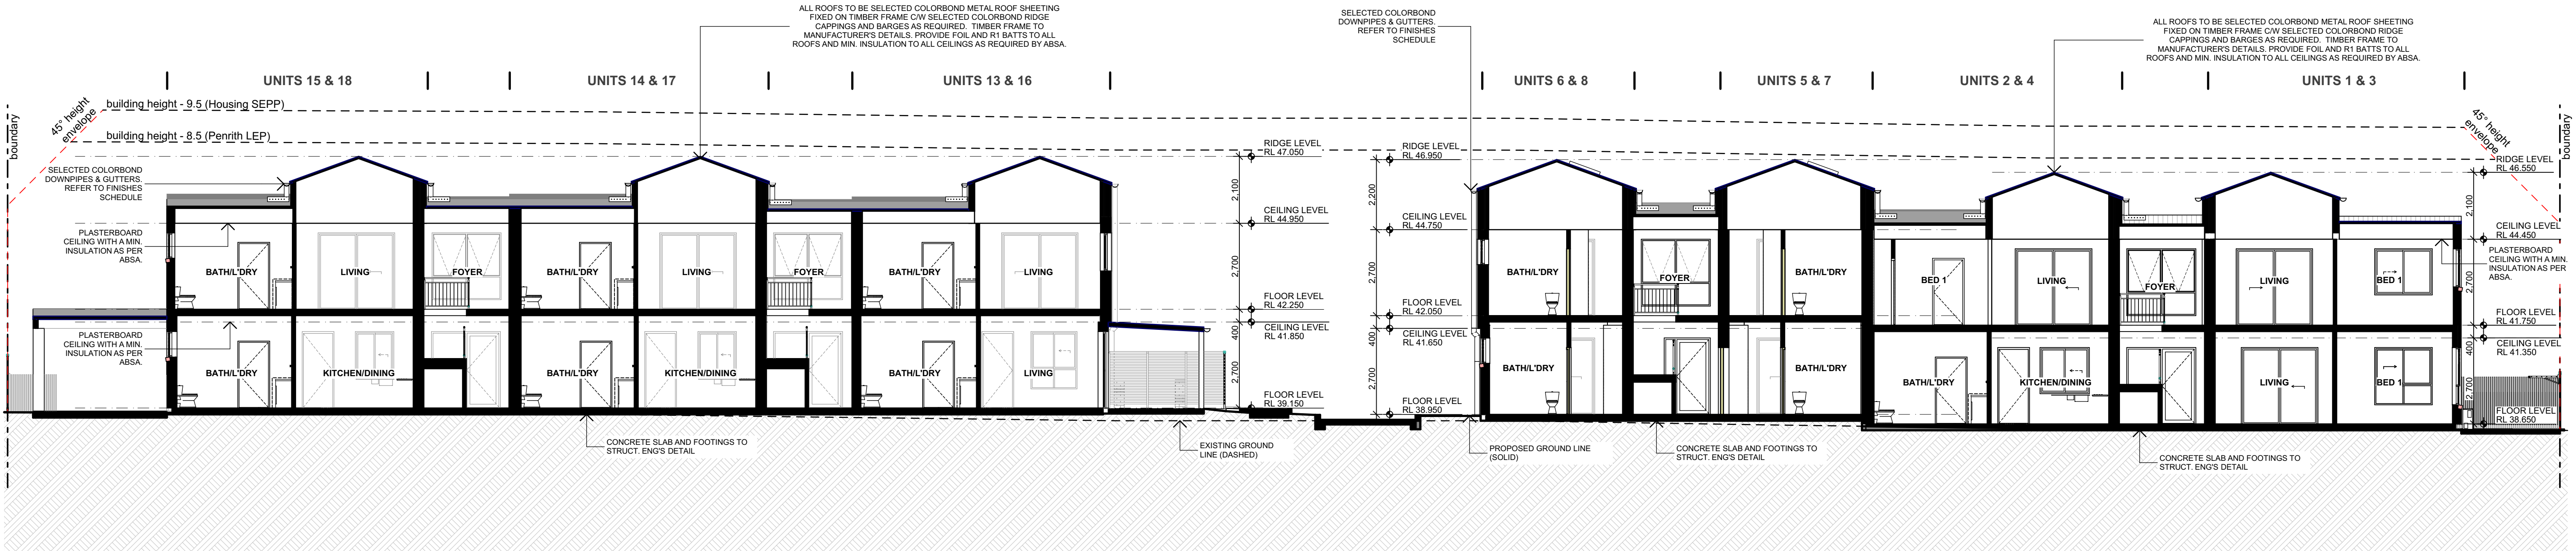 ALL ROOFS TO BE SELECTED COLORBOND METAL ROOF SHEETING
FIXED ON TIMBER FRAME C/W SELECTED COLORBOND RIDGE
CAPPINGS AND BARGES AS REQUIRED. TIMBER FRAME TO
MANUFACTURER'S DETAILS. PROVIDE FOIL AND R1 BATTS TO ALL
ROOFS AND MIN. INSULATION TO ALL CEILINGS AS REQUIRED BY ABSA.
SELECTED COLORBOND
DOWNPIPES & GUTTERS.
REFER TO FINISHES
SCHEDULE
ALL ROOFS TO BE SELECTED COLORBOND METAL ROOF SHEETING
FIXED ON TIMBER FRAME C/W SELECTED COLORBOND RIDGE
CAPPINGS AND BARGES AS REQUIRED. TIMBER FRAME TO
MANUFACTURER'S DETAILS. PROVIDE FOIL AND R1 BATTS TO ALL
ROOFS AND MIN. INSULATION TO ALL CEILINGS AS REQUIRED BY ABSA.
UNITS 15 & 18
UNITS 14 & 17
UNITS 13 & 16
UNITS 6 & 8
UNITS 5 & 7
UNITS 2 & 4
UNITS 1 & 3
boundary
45° height
envelope
building height - 9.5 (Housing SEPP)
building height - 8.5 (Penrith LEP)
45° height
envelope
boundary
SELECTED COLORBOND
DOWNPIPES & GUTTERS.
REFER TO FINISHES
SCHEDULE
PLASTERBOARD
CEILING WITH A MIN.
INSULATION AS PER
ABSA.
PLASTERBOARD
CEILING WITH A MIN.
INSULATION AS PER
ABSA.
BATH/L'DRY
LIVING
FOYER
BATH/L'DRY
LIVING
FOYER
BATH/L'DRY
LIVING
BATH/L'DRY
KITCHEN/DINING
BATH/L'DRY
KITCHEN/DINING
BATH/L'DRY
LIVING
RIDGE LEVEL
RL 47.050
2,100
CEILING LEVEL
RL 44.950
2,700
FLOOR LEVEL
RL 42.250
400
CEILING LEVEL
RL 41.850
2,700
FLOOR LEVEL
RL 39.150
RIDGE LEVEL
RL 46.950
2,200
CEILING LEVEL
RL 44.750
2,700
FLOOR LEVEL
RL 42.050
400
CEILING LEVEL
RL 41.650
2,700
FLOOR LEVEL
RL 38.950
BATH/L'DRY
FOYER
BATH/L'DRY
BED 1
LIVING
FOYER
LIVING
BED 1
BATH/L'DRY
BATH/L'DRY
BATH/L'DRY
KITCHEN/DINING
LIVING
BED 1
RIDGE LEVEL
RL 46.550
2,100
CEILING LEVEL
RL 44.450
PLASTERBOARD
CEILING WITH A MIN.
INSULATION AS PER
ABSA.
2,700
FLOOR LEVEL
RL 41.750
400
CEILING LEVEL
RL 41.350
2,700
FLOOR LEVEL
RL 38.650
CONCRETE SLAB AND FOOTINGS TO
STRUCT. ENG'S DETAIL
EXISTING GROUND
LINE (DASHED)
PROPOSED GROUND LINE
(SOLID)
CONCRETE SLAB AND FOOTINGS TO
STRUCT. ENG'S DETAIL
CONCRETE SLAB AND FOOTINGS TO
STRUCT. ENG'S DETAIL